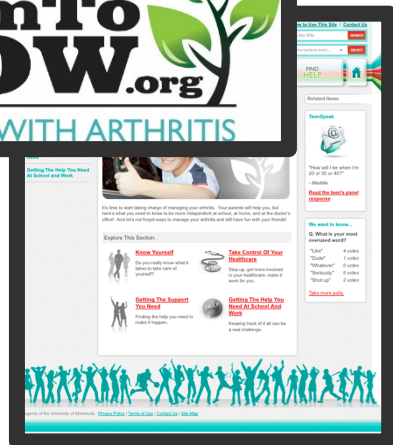 OW.org
WITH ARTHRITIS
to Use This Site | Contact Us
SEARCH
SELECT
FIND
HELP
Related Items
TeenSpeak
"How will I be when I'm
20 or 30 or 40?"
- Maddie
Read the teen's panel
response
Getting The Help You Need
At School and Work
It's time to start taking charge of managing your arthritis. Your parents will help you, but
here's what you need to know to be more independent at school, at home, and at the doctor's
office! And let's not forget ways to manage your arthritis and still have fun with your friends!
Explore This Section:
Know Yourself
Do you really know what it
takes to take care of
yourself?
Take Control Of Your
Healthcare
Step up, get more involved
in your healthcare, make it
work for you.
Getting The Support
You Need
Finding the help you need to
make it happen.
HELP
Getting The Help You
Need At School And
Work
Keeping track of it all can be
a real challenge.
We want to know...
Q. What is your most
overused word?
"Like" 4 votes
"Dude" 1 votes
"Whatever" 0 votes
"Seriously" 0 votes
"Shut up" 2 votes
Take more polls.
of the University of Minnesota Privacy Policy | Terms of Use | Contact Us | Site Map